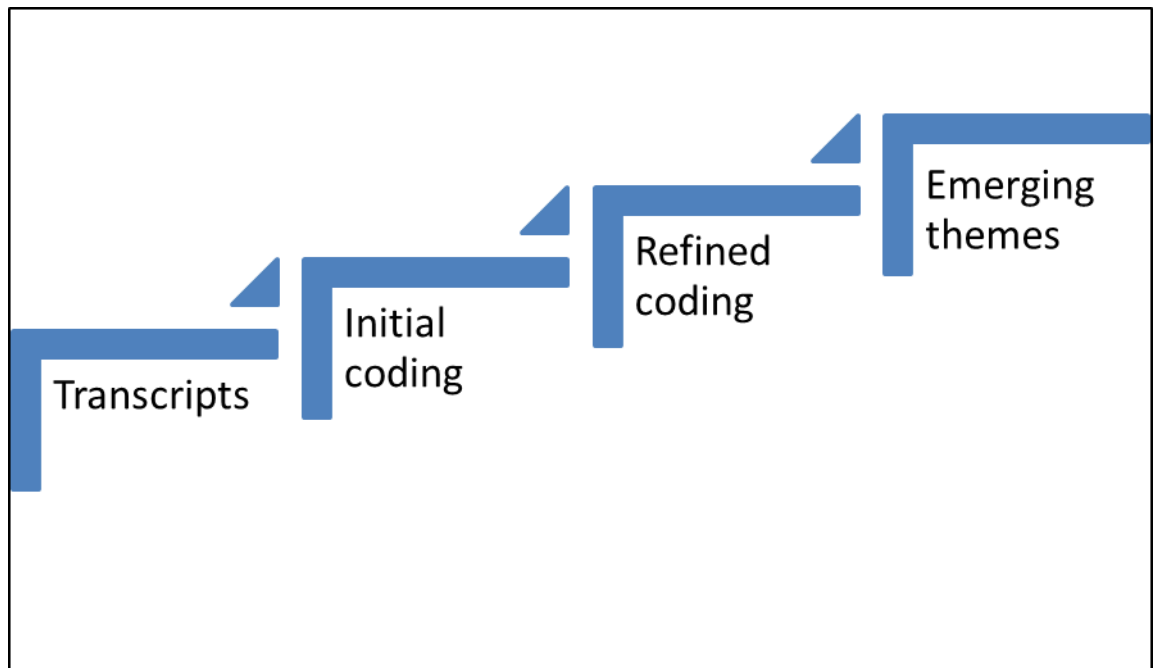 Transcripts
Initial
coding
Refined
coding
Emerging
themes